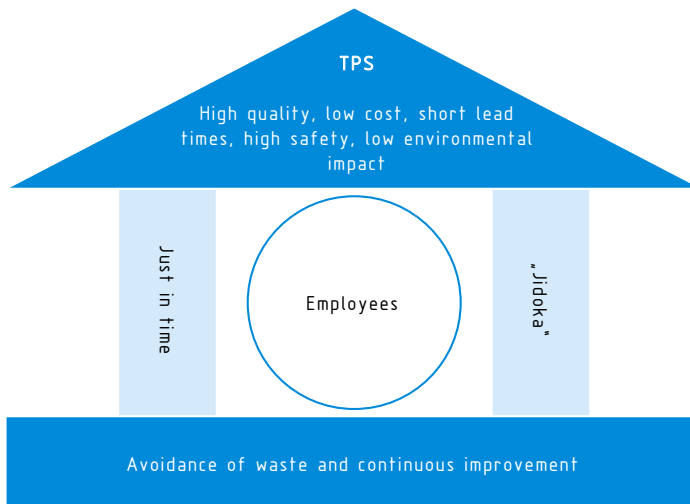 TPS
High quality, low cost, short lead
times, high safety, low environmental
impact
Just in time
Employees
"Jidoka"
Avoidance of waste and continuous improvement